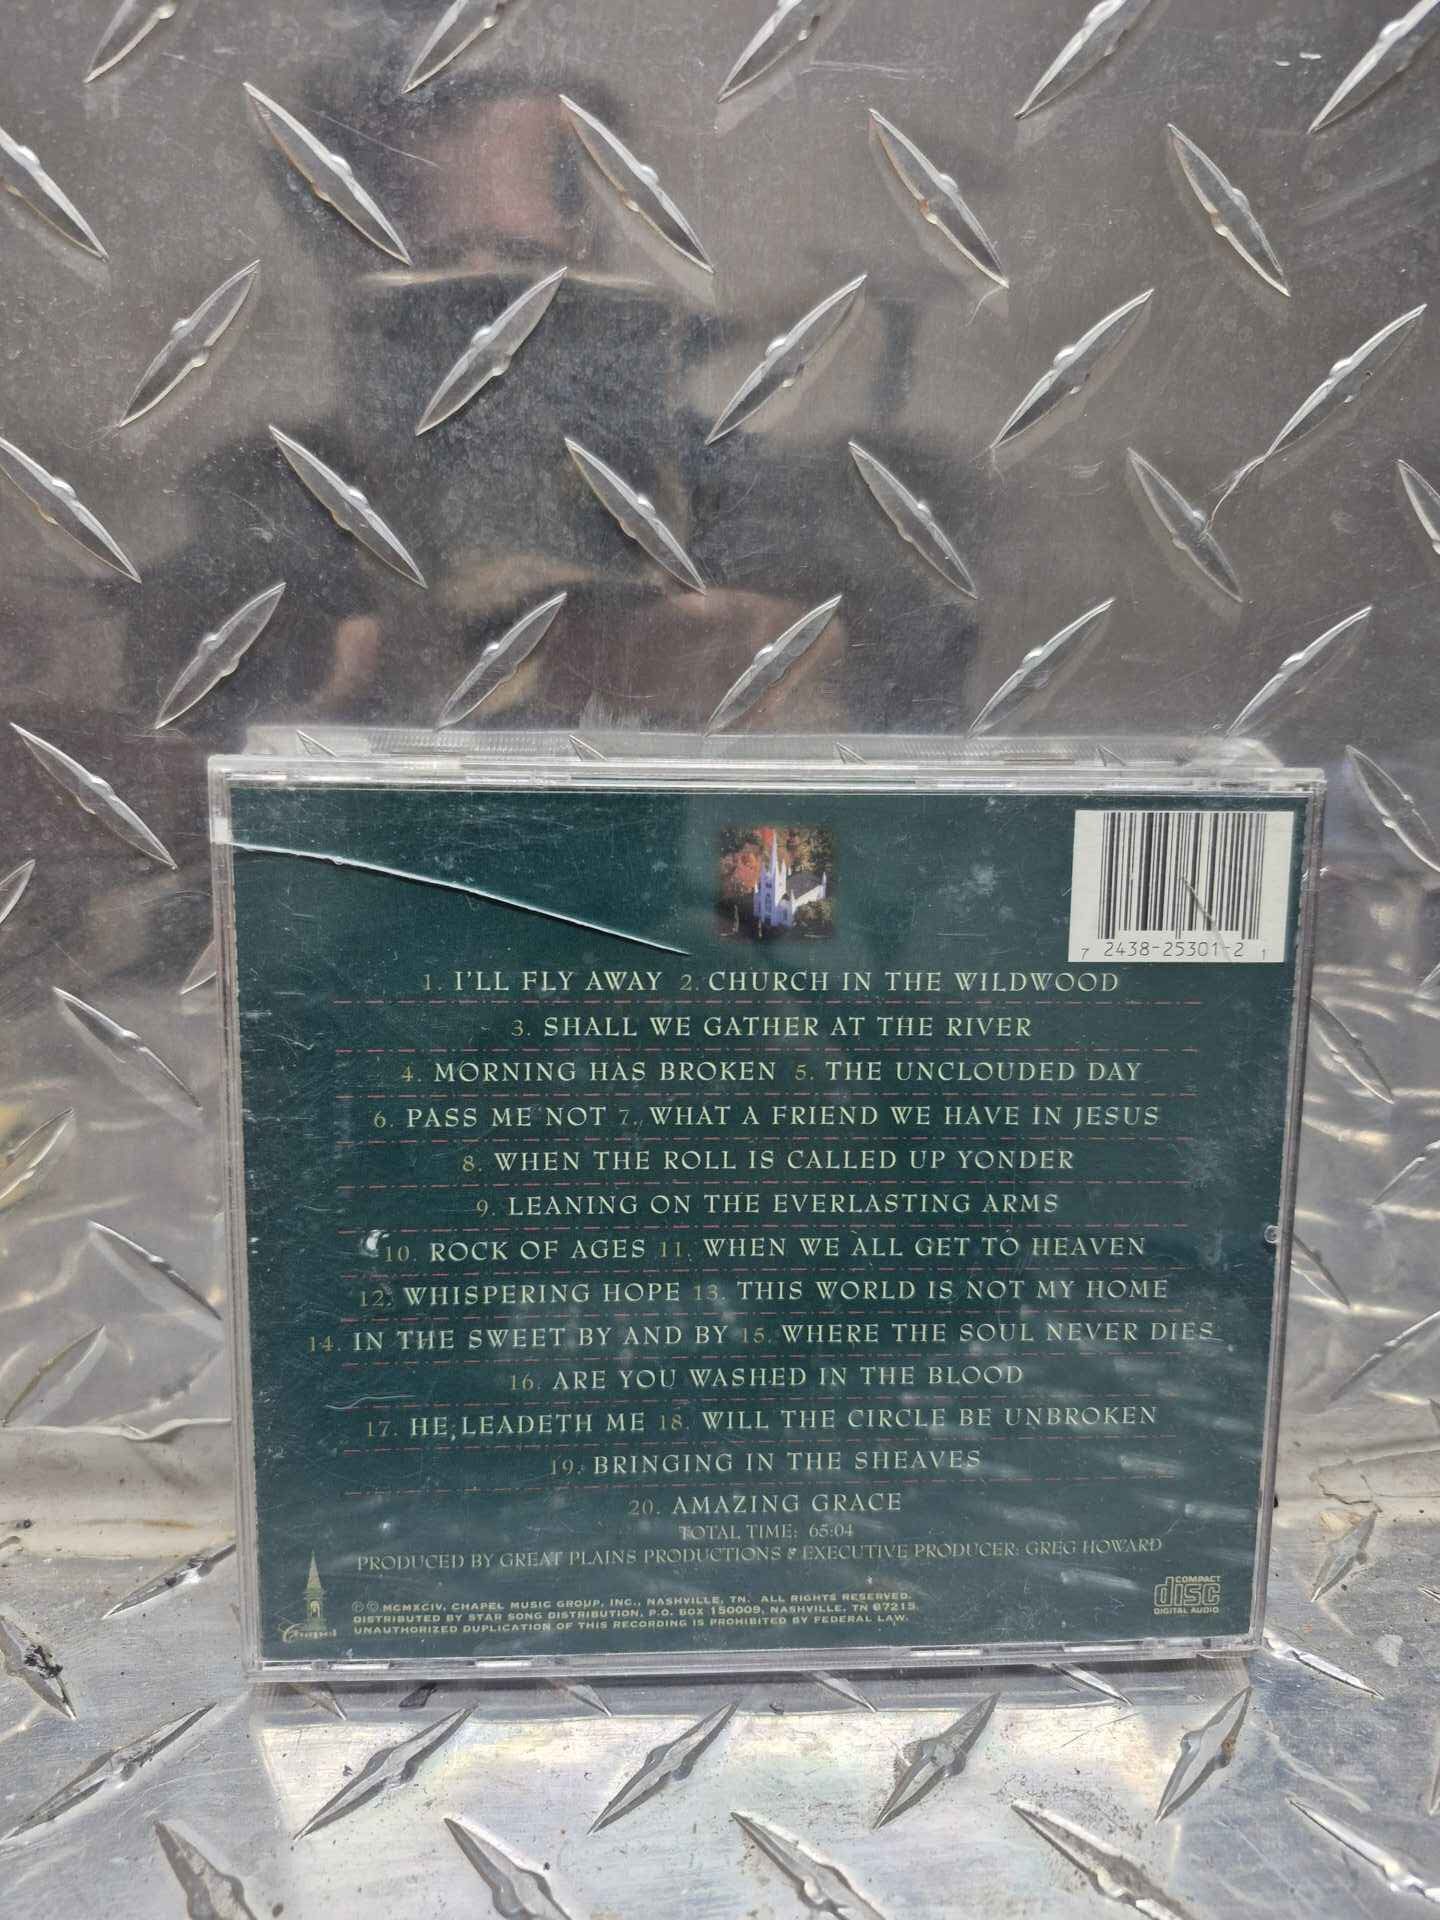 7 2438-25301-2 1
1. I'LL FLY AWAY 2. CHURCH IN THE WILDWOOD
3. SHALL WE GATHER AT THE RIVER
4. MORNING HAS BROKEN 5. THE UNCLOUDED DAY
6. PASS ME NOT 7. WHAT A FRIEND WE HAVE IN JESUS
8. WHEN THE ROLL IS CALLED UP YONDER
9. LEANING ON THE EVERLASTING ARMS
10. ROCK OF AGES 11. WHEN WE ALL GET TO HEAVEN
12. WHISPERING HOPE 13. THIS WORLD IS NOT MY HOME
14. IN THE SWEET BY AND BY 15. WHERE THE SOUL NEVER DIES
16. ARE YOU WASHED IN THE BLOOD
17. HE LEADETH ME 18. WILL THE CIRCLE BE UNBROKEN
19. BRINGING IN THE SHEAVES
20. AMAZING GRACE
TOTAL TIME: 65:04
PRODUCED BY GREAT PLAINS PRODUCTIONS • EXECUTIVE PRODUCER: GREG HOWARD
Ⓟ © MCMXCIV, CHAPEL MUSIC GROUP, INC., NASHVILLE, TN. ALL RIGHTS RESERVED.
DISTRIBUTED BY STAR SONG DISTRIBUTION, P.O. BOX 150009, NASHVILLE, TN 37215.
UNAUTHORIZED DUPLICATION OF THIS RECORDING IS PROHIBITED BY FEDERAL LAW.
Chapel
COMPACT
disc
DIGITAL AUDIO